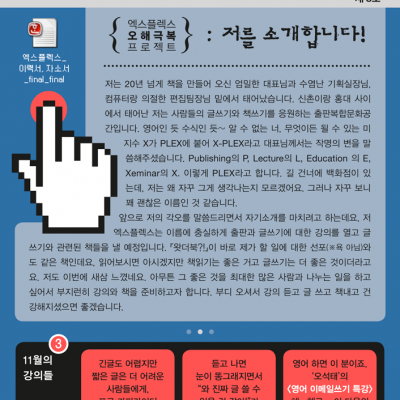 엑스플렉스
오해극복
프로젝트
: 저를 소개합니다!
엑스플렉스_
이력서, 자소서
_final_final
저는 20년 넘게 책을 만들어 오신 엄밀한 대표님과 수염난 기획실장님,
컴퓨터랑 의절한 편집팀장님 밑에서 태어났습니다. 신촌이랑 홍대 사이
에서 태어난 저는 사람들의 글쓰기와 책쓰기를 응원하는 출판복합문화공
간입니다. 영어인 듯 수식인 듯~ 알 수 없는 너, 무엇이든 될 수 있는 미
지수 X가 PLEX에 붙어 X-PLEX라고 대표님께서는 작명의 변을 말
씀해주셨습니다. Publishing의 P, Lecture의 L, Education 의 E,
Xeminar의 X. 이렇게 PLEX라고 합니다. 길 건너에 백화점이 있
는데, 저는 왜 자꾸 그게 생각나는지 모르겠어요. 그러나 자꾸 보니
꽤 괜찮은 이름인 것 같습니다.
앞으로 저의 각오를 말씀드리면서 자기소개를 마치려고 하는데요, 저
엑스플렉스는 이름에 충실하게 출판과 글쓰기에 대한 강의를 열고 글
쓰기와 관련된 책들을 낼 예정입니다. 『왓더북?!』이 바로 제가 할 일에 대한 선포(※욕 아님)와
도 같은 책인데요, 읽어보시면 아시겠지만 책읽기는 좋은 거고 글쓰기는 더 좋은 것이더라고
요. 저도 이번에 새삼 느꼈네요. 아무튼 그 좋은 것을 최대한 많은 사람과 나누는 일을 하고
싶어서 부지런히 강의와 책을 준비하고자 합니다. 부디 오셔서 강의 듣고 글 쓰고 책내고 건
강해지셨으면 좋겠습니다.
3
11월의
강의들
긴글도 어렵지만
짧은 글은 더 어려운
사람들에게,
듣고 나면
눈이 똥그래지면서
"와 진짜 글 쓸 수
영어 하면 이 분이죠,
'오석태'의
〈영어 이메일쓰기 특강〉